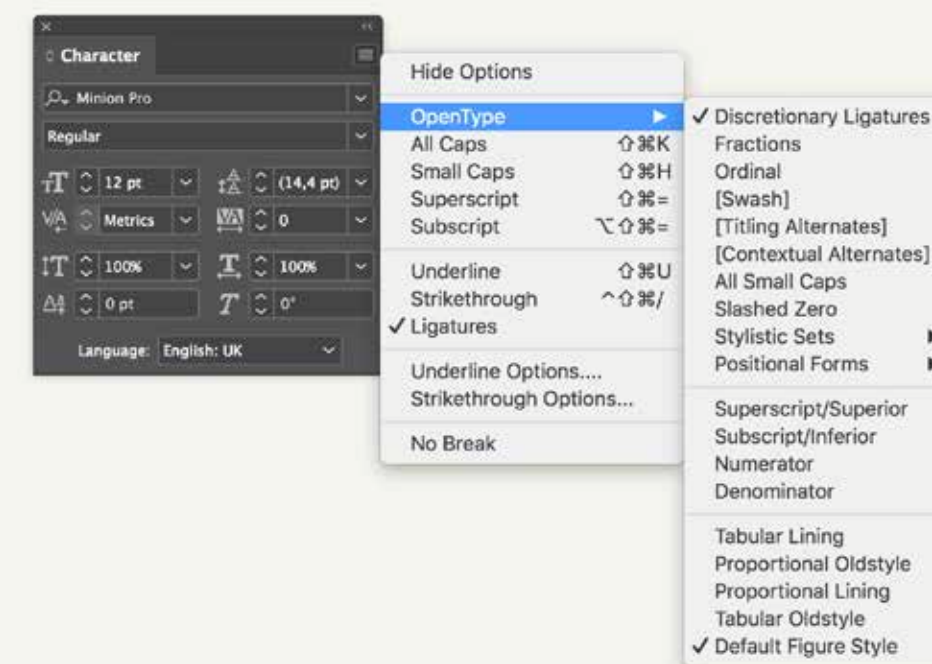 Character
Minion Pro
Regular
12 pt (14,4 pt)
Metrics 0
100% 100%
0 pt 0°
Language: English: UK
Hide Options
OpenType
All Caps ⇧⌘K
Small Caps ⇧⌘H
Superscript ⇧⌘=
Subscript ⌥⇧⌘=
Underline ⇧⌘U
Strikethrough ^⇧⌘/
✓ Ligatures
Underline Options....
Strikethrough Options...
No Break
✓ Discretionary Ligatures
Fractions
Ordinal
[Swash]
[Titling Alternates]
[Contextual Alternates]
All Small Caps
Slashed Zero
Stylistic Sets
Positional Forms
Superscript/Superior
Subscript/Inferior
Numerator
Denominator
Tabular Lining
Proportional Oldstyle
Proportional Lining
Tabular Oldstyle
✓ Default Figure Style